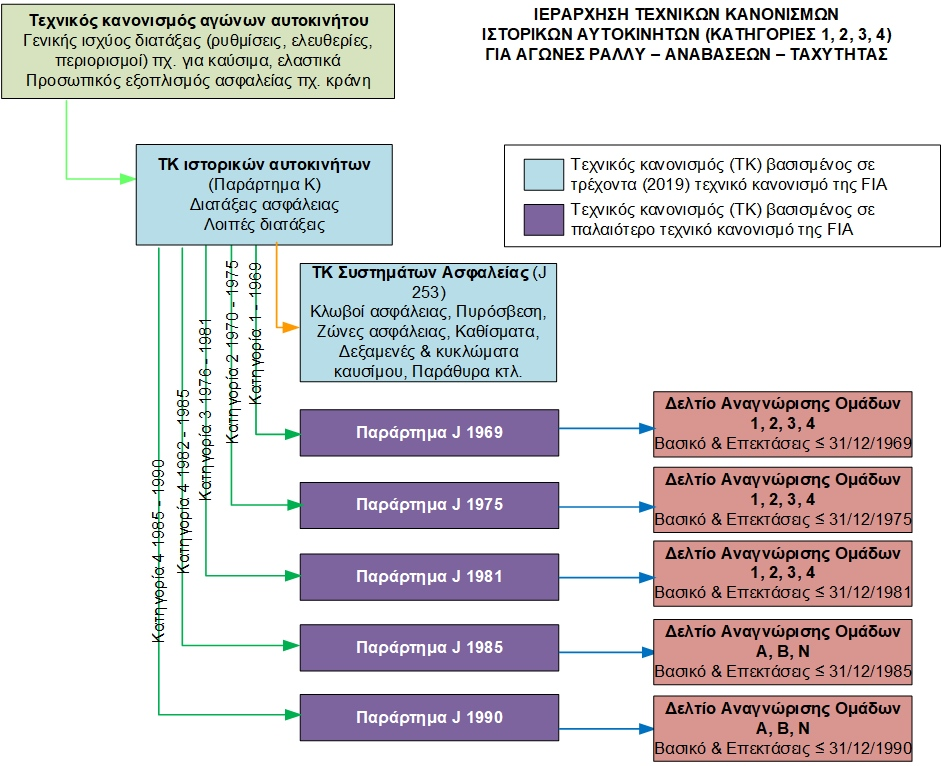 Τεχνικός κανονισμός αγώνων αυτοκινήτου
Γενικής ισχύος διατάξεις (ρυθμίσεις, ελευθερίες,
περιορισμοί) πχ. για καύσιμα, ελαστικά
Προσωπικός εξοπλισμός ασφαλείας πχ. κράνη
ΙΕΡΑΡΧΗΣΗ ΤΕΧΝΙΚΩΝ ΚΑΝΟΝΙΣΜΩΝ
ΙΣΤΟΡΙΚΩΝ ΑΥΤΟΚΙΝΗΤΩΝ (ΚΑΤΗΓΟΡΙΕΣ 1, 2, 3, 4)
ΓΙΑ ΑΓΩΝΕΣ ΡΑΛΛΥ – ΑΝΑΒΑΣΕΩΝ – ΤΑΧΥΤΗΤΑΣ
ΤΚ ιστορικών αυτοκινήτων
(Παράρτημα Κ)
Διατάξεις ασφάλειας
Λοιπές διατάξεις
Τεχνικός κανονισμός (ΤΚ) βασισμένος σε
τρέχοντα (2019) τεχνικό κανονισμό της FIA
Τεχνικός κανονισμός (ΤΚ) βασισμένος σε
παλαιότερο τεχνικό κανονισμό της FIA
ΤΚ Συστημάτων Ασφαλείας (J
253)
Κλωβοί ασφάλειας, Πυρόσβεση,
Ζώνες ασφάλειας, Καθίσματα,
Δεξαμενές & κυκλώματα
καυσίμου, Παράθυρα κτλ.
Κατηγορία 4 1985 - 1990
Κατηγορία 4 1982 - 1985
Κατηγορία 3 1976 - 1981
Κατηγορία 2 1970 - 1975
Κατηγορία 1 - 1969
Παράρτημα J 1969
Δελτίο Αναγνώρισης Ομάδων
1, 2, 3, 4
Βασικό & Επεκτάσεις ≤ 31/12/1969
Παράρτημα J 1975
Δελτίο Αναγνώρισης Ομάδων
1, 2, 3, 4
Βασικό & Επεκτάσεις ≤ 31/12/1975
Παράρτημα J 1981
Δελτίο Αναγνώρισης Ομάδων
1, 2, 3, 4
Βασικό & Επεκτάσεις ≤ 31/12/1981
Παράρτημα J 1985
Δελτίο Αναγνώρισης Ομάδων
Α, Β, Ν
Βασικό & Επεκτάσεις ≤ 31/12/1985
Παράρτημα J 1990
Δελτίο Αναγνώρισης Ομάδων
Α, Β, Ν
Βασικό & Επεκτάσεις ≤ 31/12/1990